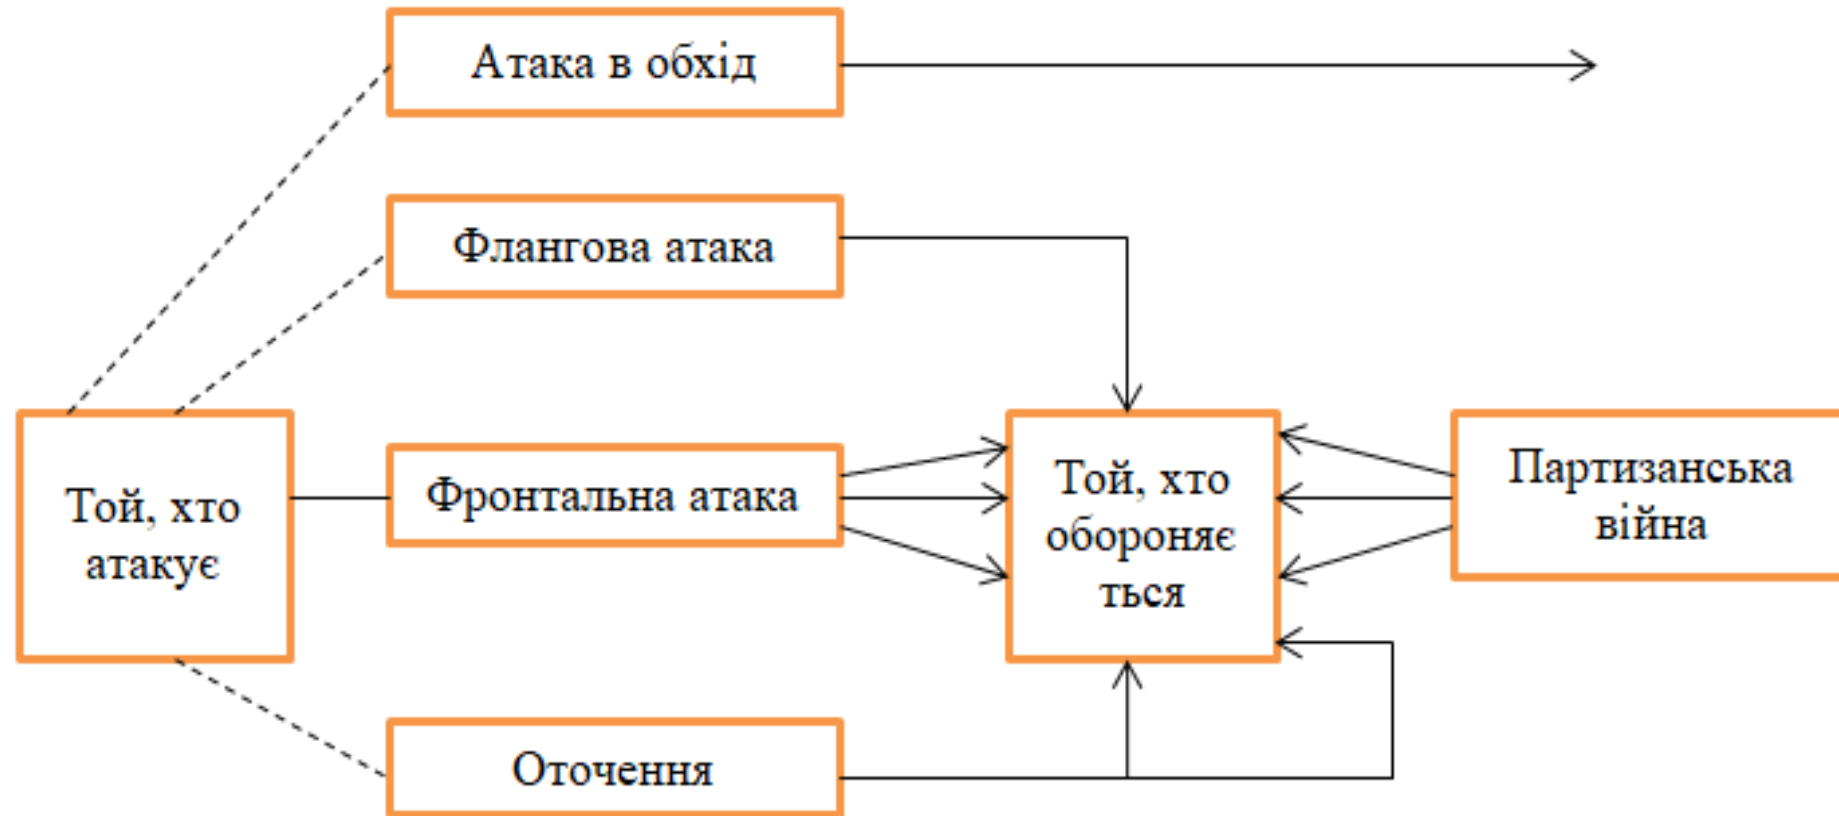 Атака в обхід
Флангова атака
Той, хто
атакує
Фронтальна атака
Той, хто
обороняє
ться
Партизанська
війна
Оточення